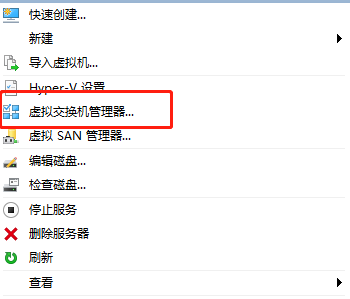 快速创建...
新建
导入虚拟机...
Hyper-V 设置
虚拟交换机管理器...
虚拟 SAN 管理器...
编辑磁盘...
检查磁盘...
停止服务
删除服务器
刷新
查看